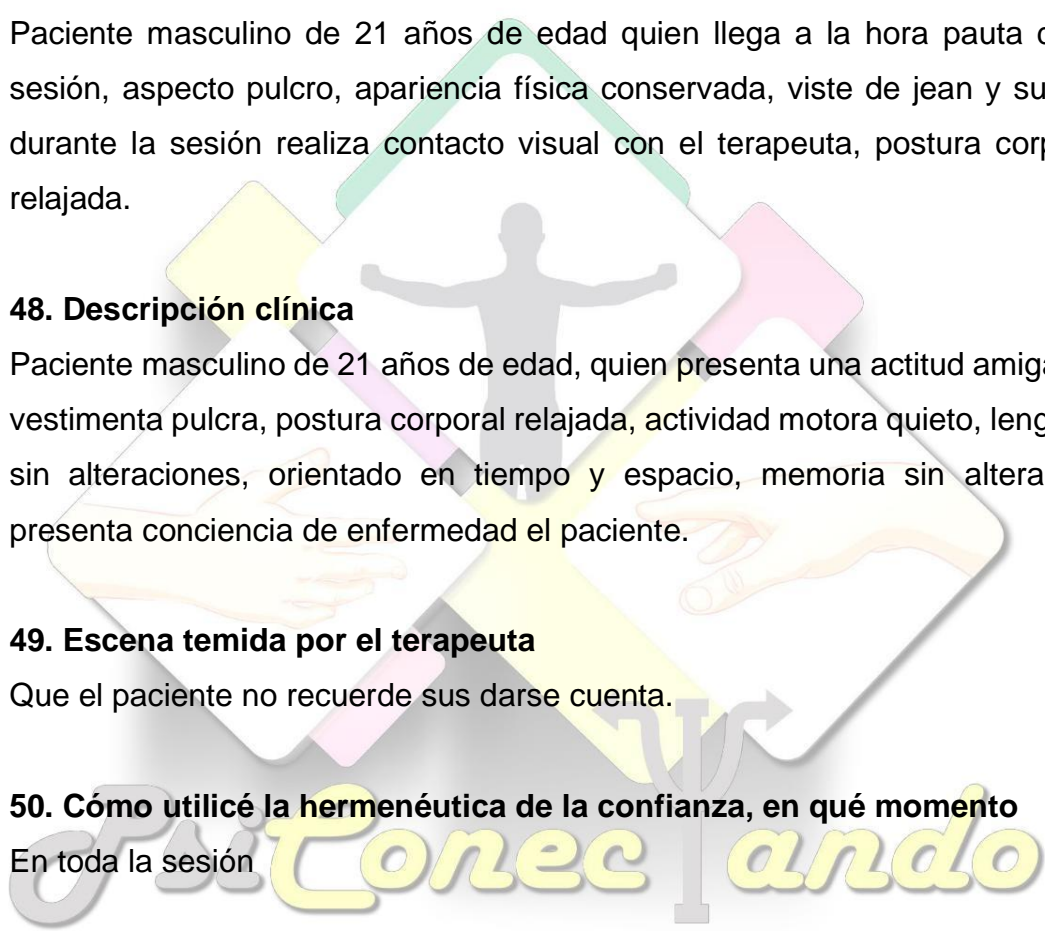 Paciente masculino de 21 años de edad quien llega a la hora pauta
sesión, aspecto pulcro, apariencia física conservada, viste de jean y
durante la sesión realiza contacto visual con el terapeuta, postura
relajada.
48. Descripción clínica
Paciente masculino de 21 años de edad, quien presenta una actitud
vestimenta pulcra, postura corporal relajada, actividad motora quieto,
sin alteraciones, orientado en tiempo y espacio, memoria sin
presenta conciencia de enfermedad el paciente.
49. Escena temida por el terapeuta
Que el paciente no recuerde sus darse cuenta.
50. Cómo utilicé la hermenéutica de la confianza, en qué momento
En toda la sesión
PsiConectando